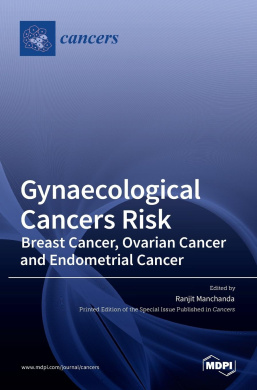 cancers
Gynaecological
Cancers Risk
Breast Cancer, Ovarian Cancer
and Endometrial Cancer
Edited by
Ranjit Manchanda
Printed Edition of the Special Issue Published in Cancers
www.mdpi.com/journal/cancers
MDPI